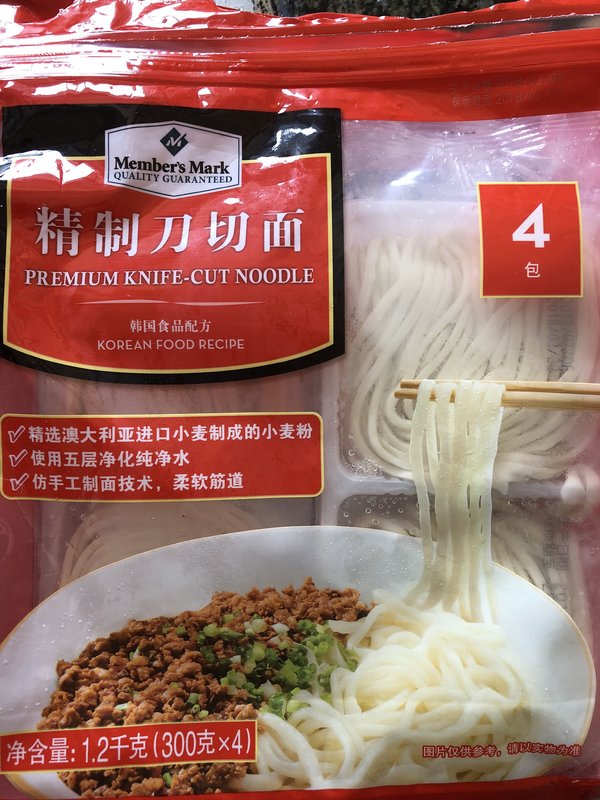 Member's Mark
QUALITY GUARANTEED
精制刀切面
PREMIUM KNIFE-CUT NOODLE
韩国食品配方
KOREAN FOOD RECIPE
4
包
精选澳大利亚进口小麦制成的小麦粉
使用五层净化纯净水
仿手工制面技术，柔软筋道
净含量: 1.2千克(300克×4)
图片仅供参考，请以实物为准